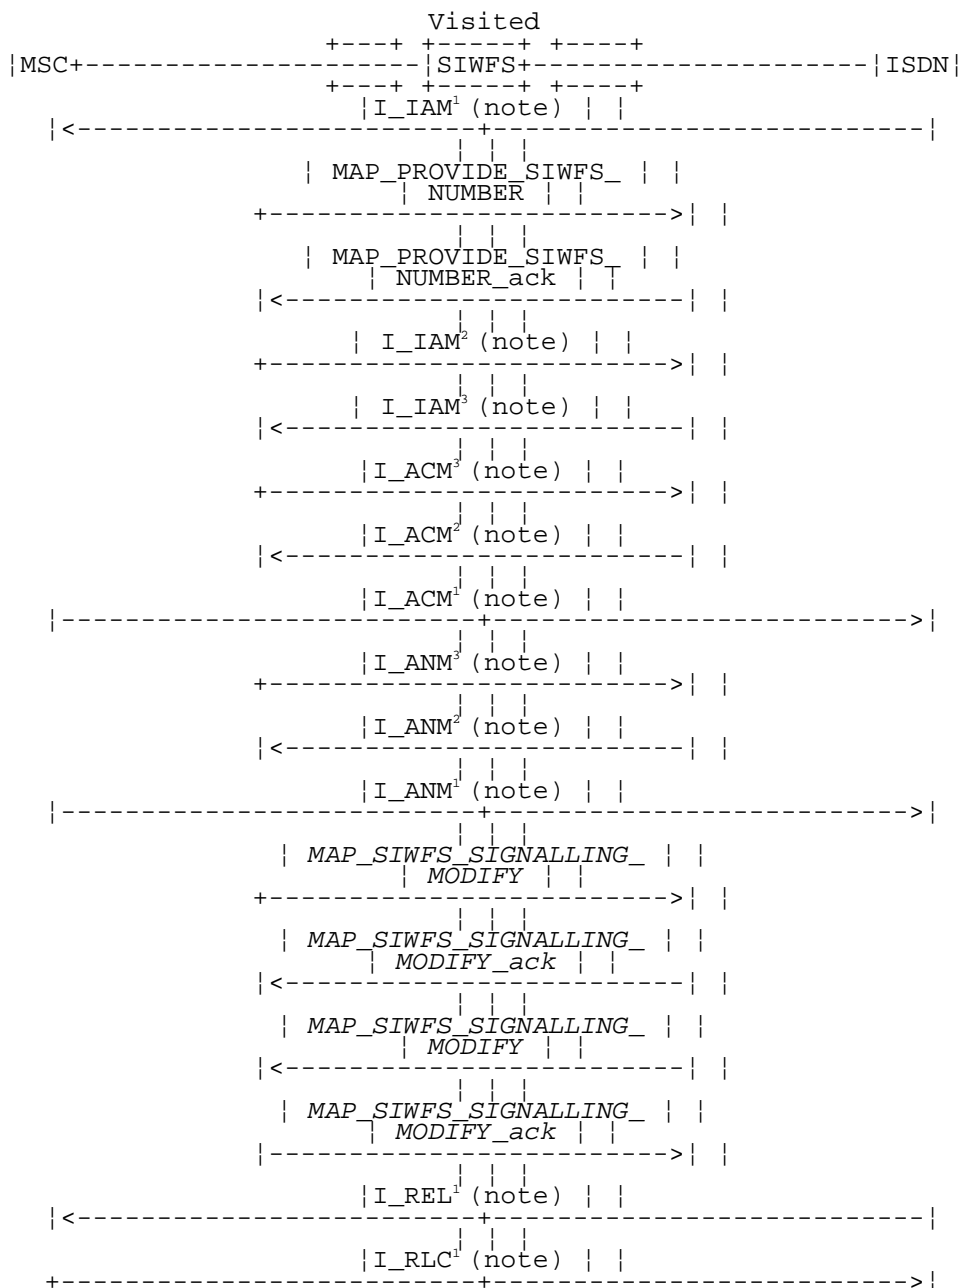 Visited
+---+ +-----+ +----+
¦MSC+---------------------¦SIWFS+---------------------¦ISDN¦
+---+ +-----+ +----+
¦I_IAM¹ (note) ¦ ¦
¦<-------------------------+---------------------------¦
¦ ¦ ¦
¦ MAP_PROVIDE_SIWFS_ ¦ ¦
¦ NUMBER ¦ ¦
+------------------------->¦ ¦
¦ ¦ ¦
¦ MAP_PROVIDE_SIWFS_ ¦ ¦
¦ NUMBER_ack ¦ ¦
¦<-------------------------¦ ¦
¦ ¦ ¦
¦ I_IAM² (note) ¦ ¦
+------------------------->¦ ¦
¦ ¦ ¦
¦ I_IAM³ (note) ¦ ¦
¦<-------------------------¦ ¦
¦ ¦ ¦
¦I_ACM³ (note) ¦ ¦
+------------------------->¦ ¦
¦ ¦ ¦
¦I_ACM² (note) ¦ ¦
¦<-------------------------¦ ¦
¦ ¦ ¦
¦I_ACM¹ (note) ¦ ¦
¦--------------------------+-------------------------->¦
¦ ¦ ¦
¦I_ANM³ (note) ¦ ¦
+------------------------->¦ ¦
¦ ¦ ¦
¦I_ANM² (note) ¦ ¦
¦<-------------------------¦ ¦
¦ ¦ ¦
¦I_ANM¹ (note) ¦ ¦
¦--------------------------+-------------------------->¦
¦ ¦ ¦
¦ MAP_SIWFS_SIGNALLING_ ¦ ¦
¦ MODIFY ¦ ¦
+------------------------->¦ ¦
¦ ¦ ¦
¦ MAP_SIWFS_SIGNALLING_ ¦ ¦
¦ MODIFY_ack ¦ ¦
¦<-------------------------¦ ¦
¦ ¦ ¦
¦ MAP_SIWFS_SIGNALLING_ ¦ ¦
¦ MODIFY ¦ ¦
¦<-------------------------¦ ¦
¦ ¦ ¦
¦ MAP_SIWFS_SIGNALLING_ ¦ ¦
¦ MODIFY_ack ¦ ¦
¦------------------------->¦ ¦
¦ ¦ ¦
¦I_REL¹ (note) ¦ ¦
¦<-------------------------+---------------------------¦
¦ ¦ ¦
¦I_RLC¹ (note) ¦ ¦
+--------------------------+-------------------------->¦